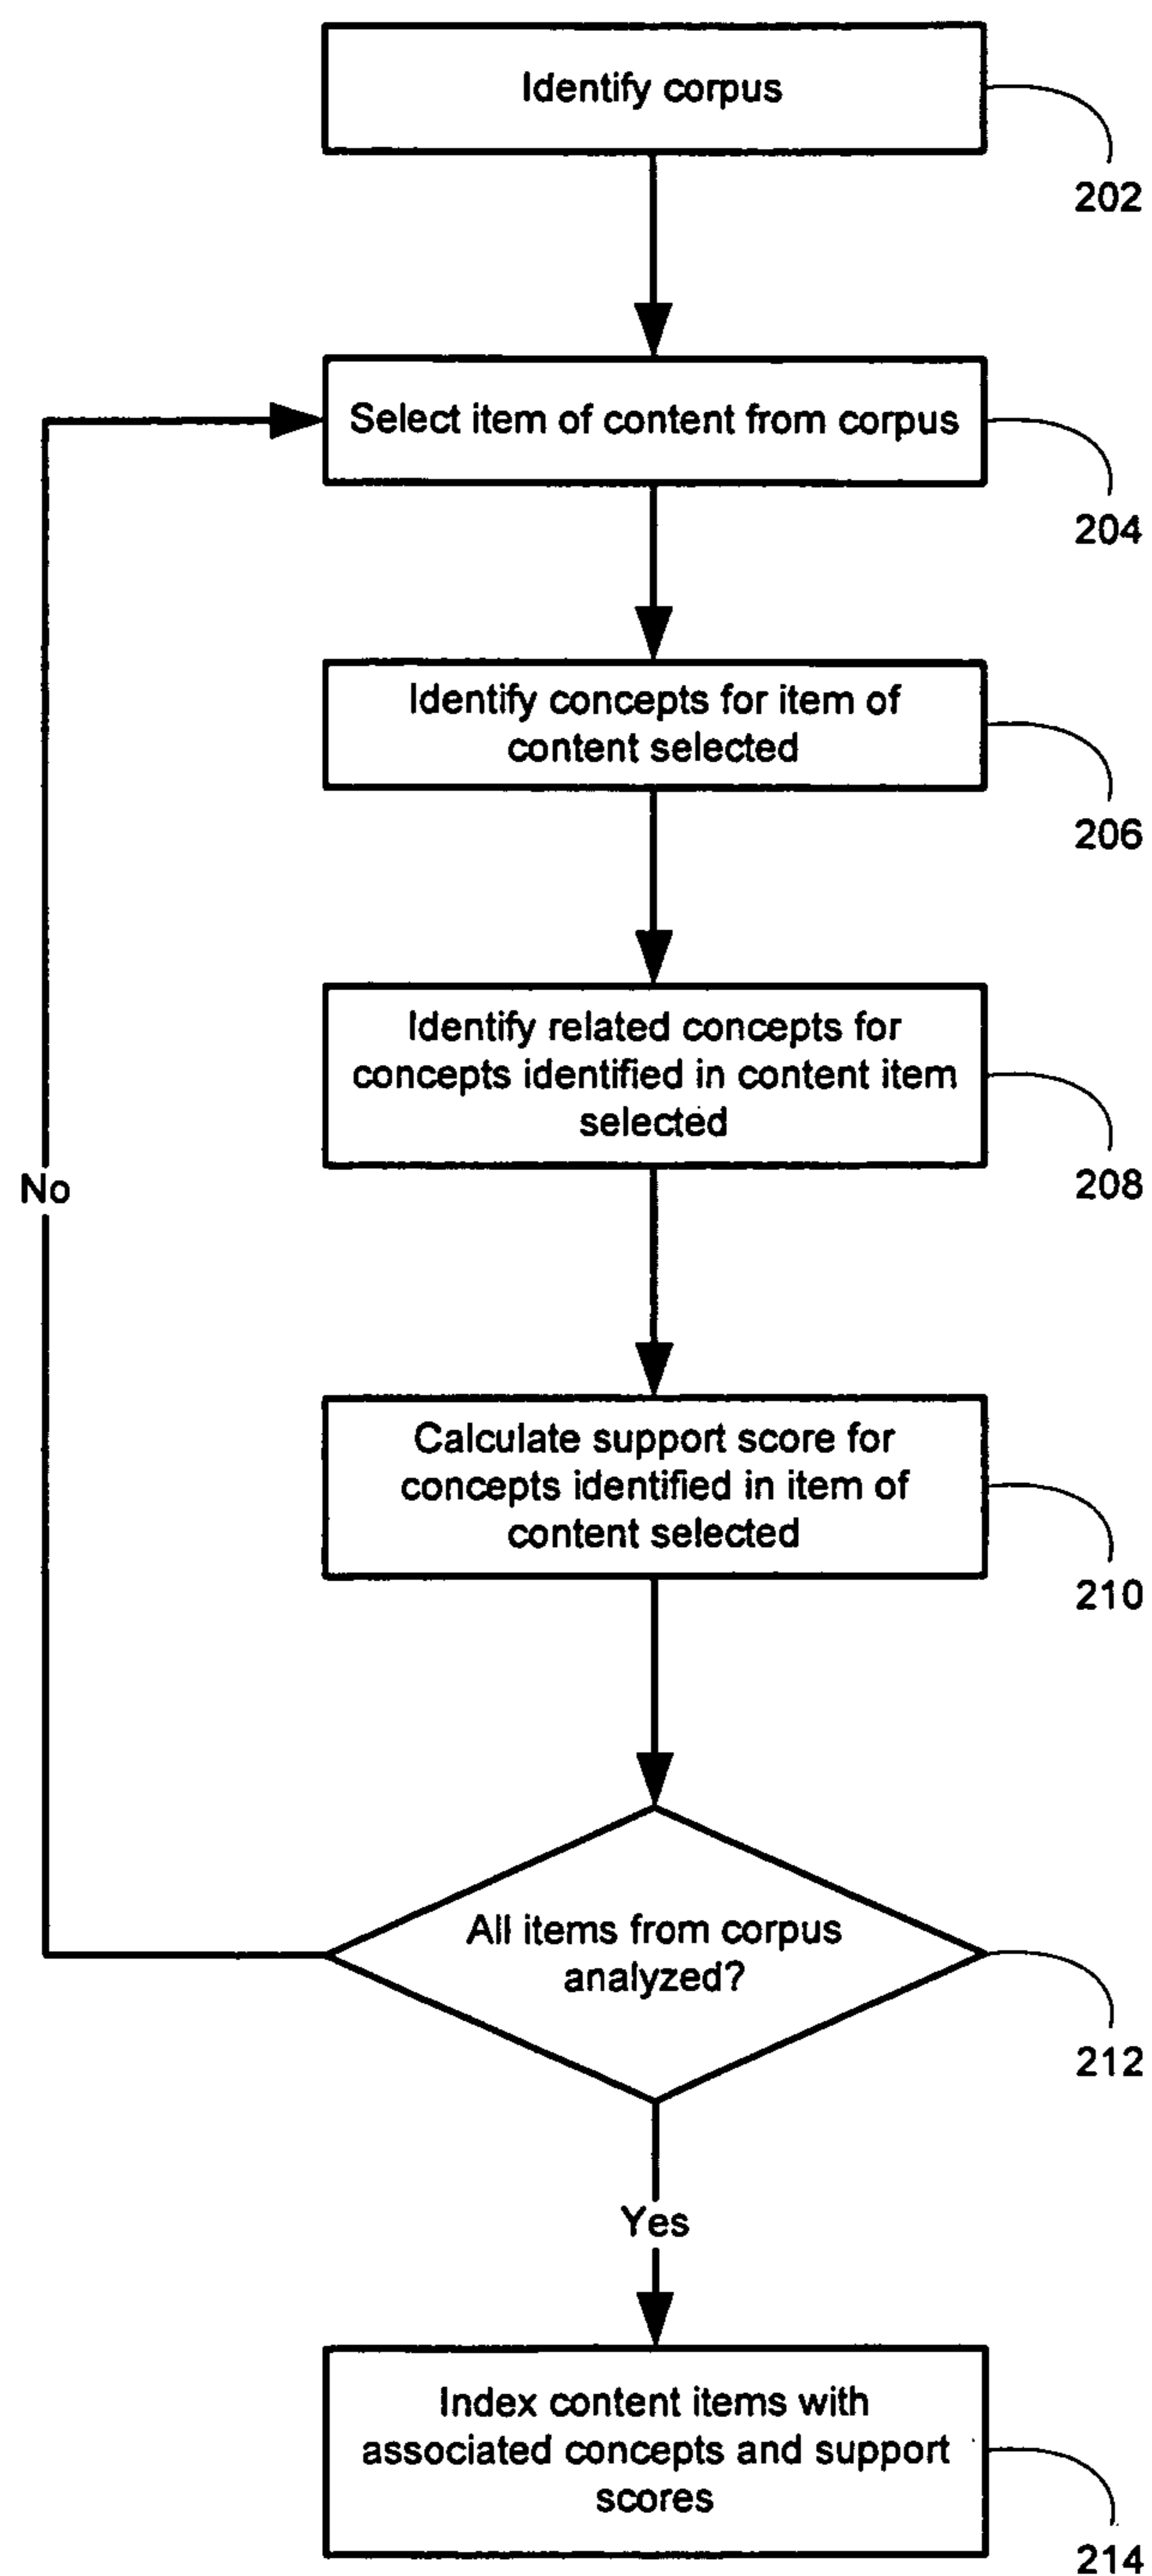 Identify corpus
202
Select item of content from corpus
204
Identify concepts for item of
content selected
206
Identify related concepts for
concepts identified in content item
selected
208
No
Calculate support score for
concepts identified in item of
content selected
210
All items from corpus
analyzed?
212
Yes
Index content items with
associated concepts and support
scores
214